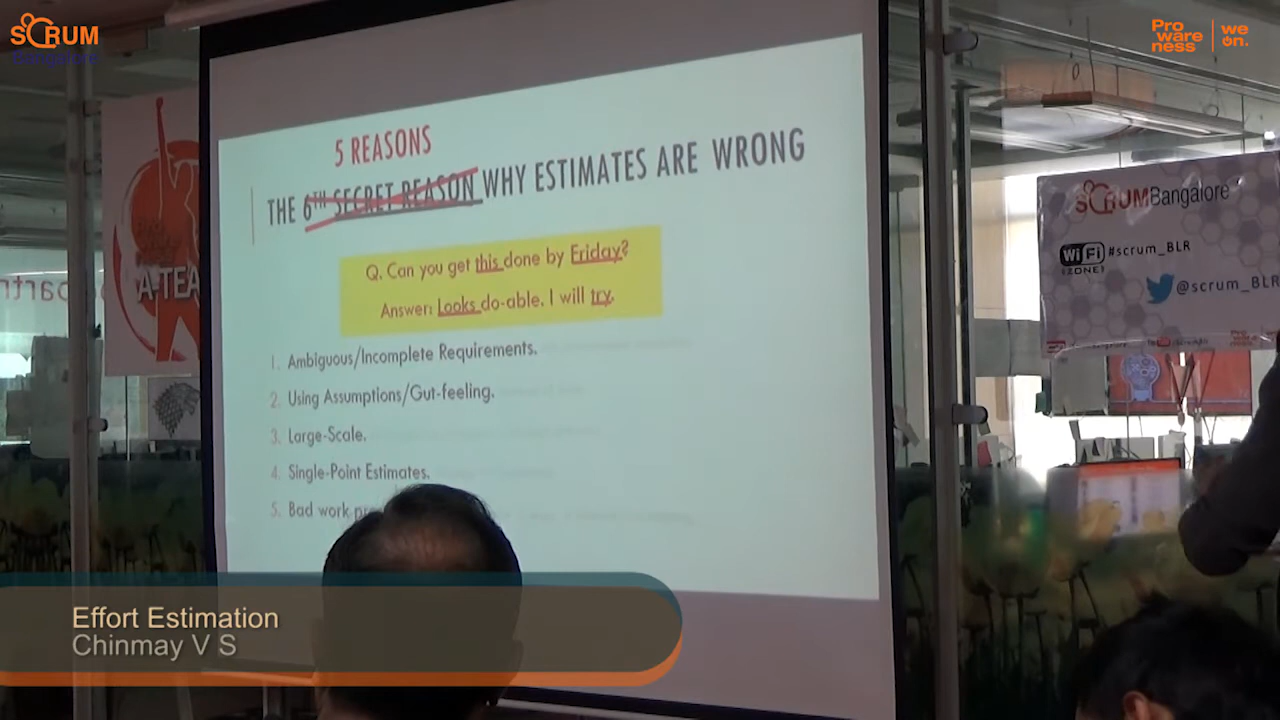 SCRUM
Bangalore
Pro
ware
ness
we
on.
5 REASONS
THE 6TH SECRET REASON WHY ESTIMATES ARE WRONG
Q. Can you get this done by Friday?
Answer: Looks do-able. I will try.
1. Ambiguous/Incomplete Requirements.
2. Using Assumptions/Gut-feeling.
3. Large-Scale.
4. Single-Point Estimates.
5. Bad work
A-TEA
SCRUMBangalore
WiFi
ZONE
#scrum_BLR
@scrum_BLR
Effort Estimation
Chinmay V S